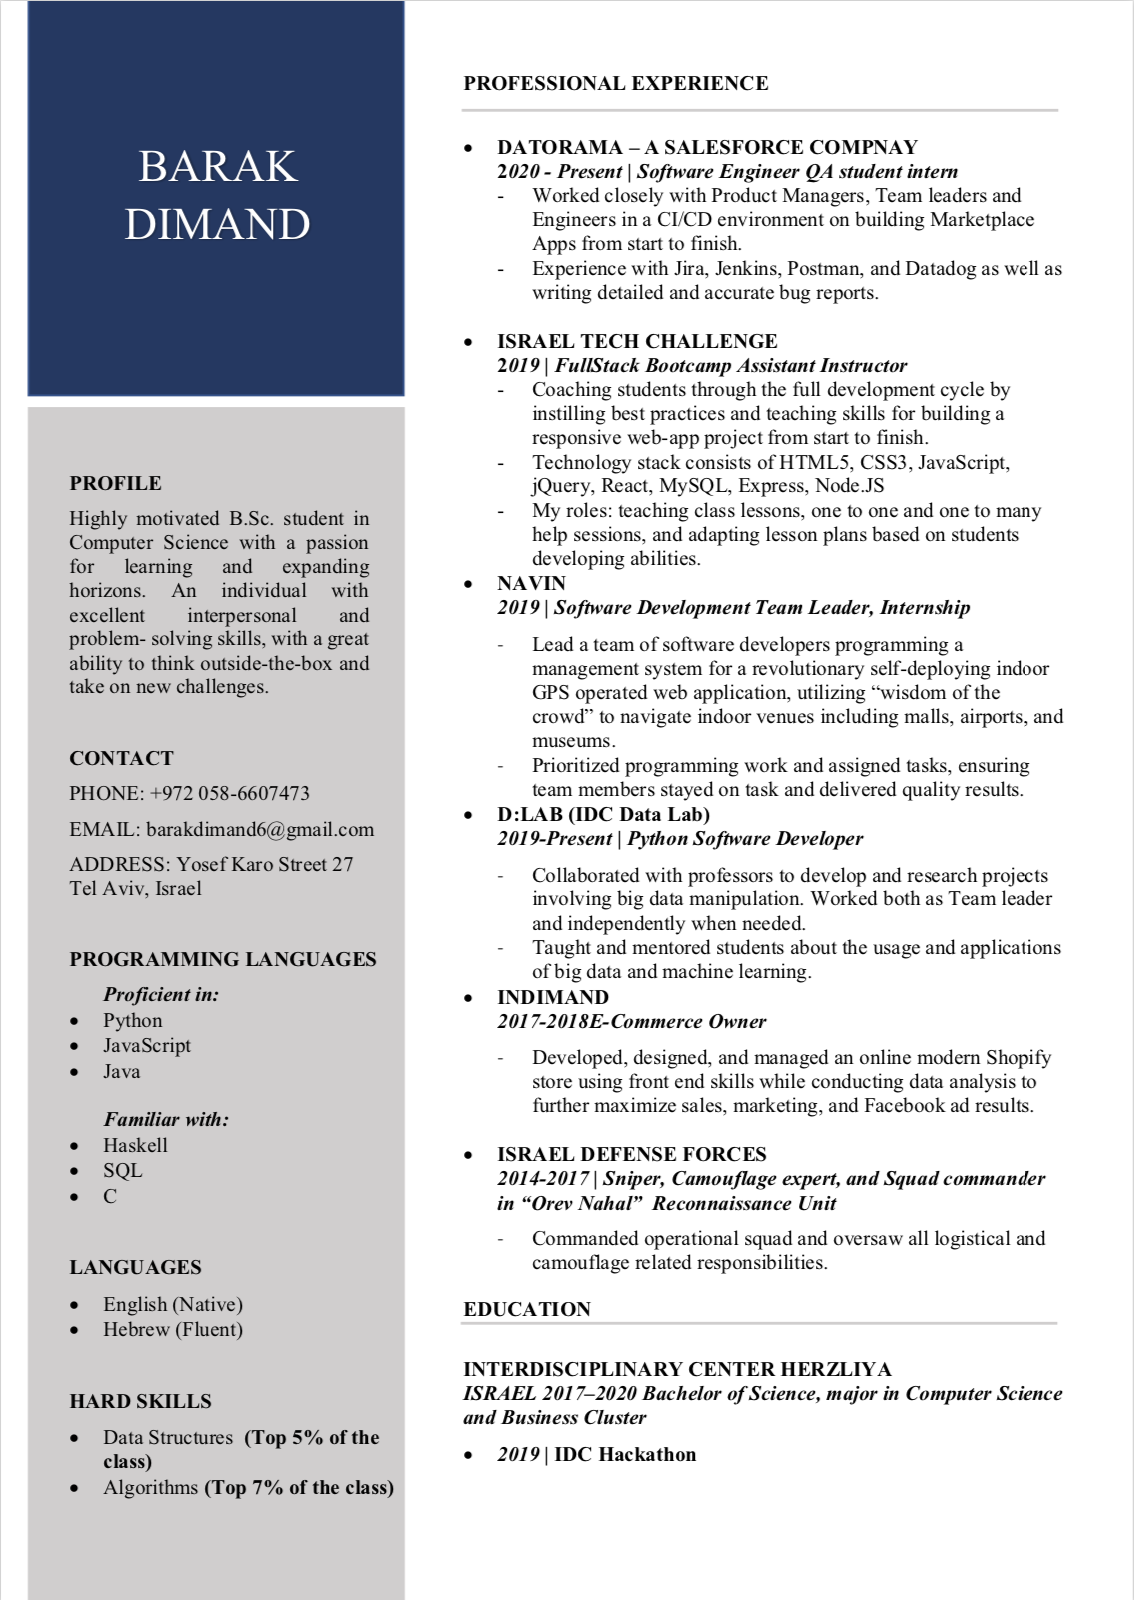 BARAK
DIMAND
PROFILE
Highly motivated B.Sc. student in
Computer Science with a passion
for learning and expanding
horizons. An individual with
excellent interpersonal and
problem- solving skills, with a great
ability to think outside-the-box and
take on new challenges.
CONTACT
PHONE: +972 058-6607473
EMAIL: barakdimand6@gmail.com
ADDRESS: Yosef Karo Street 27
Tel Aviv, Israel
PROGRAMMING LANGUAGES
Proficient in:
• Python
• JavaScript
• Java
Familiar with:
• Haskell
• SQL
• C
LANGUAGES
• English (Native)
• Hebrew (Fluent)
HARD SKILLS
• Data Structures (Top 5% of the
class)
• Algorithms (Top 7% of the class)
PROFESSIONAL EXPERIENCE
• DATORAMA – A SALESFORCE COMPNAY
2020 - Present | Software Engineer QA student intern
- Worked closely with Product Managers, Team leaders and
Engineers in a CI/CD environment on building Marketplace
Apps from start to finish.
- Experience with Jira, Jenkins, Postman, and Datadog as well as
writing detailed and accurate bug reports.
• ISRAEL TECH CHALLENGE
2019 | FullStack Bootcamp Assistant Instructor
- Coaching students through the full development cycle by
instilling best practices and teaching skills for building a
responsive web-app project from start to finish.
- Technology stack consists of HTML5, CSS3, JavaScript,
jQuery, React, MySQL, Express, Node.JS
- My roles: teaching class lessons, one to one and one to many
help sessions, and adapting lesson plans based on students
developing abilities.
• NAVIN
2019 | Software Development Team Leader, Internship
- Lead a team of software developers programming a
management system for a revolutionary self-deploying indoor
GPS operated web application, utilizing “wisdom of the
crowd” to navigate indoor venues including malls, airports, and
museums.
- Prioritized programming work and assigned tasks, ensuring
team members stayed on task and delivered quality results.
• D:LAB (IDC Data Lab)
2019-Present | Python Software Developer
- Collaborated with professors to develop and research projects
involving big data manipulation. Worked both as Team leader
and independently when needed.
- Taught and mentored students about the usage and applications
of big data and machine learning.
• INDIMAND
2017-2018E-Commerce Owner
- Developed, designed, and managed an online modern Shopify
store using front end skills while conducting data analysis to
further maximize sales, marketing, and Facebook ad results.
• ISRAEL DEFENSE FORCES
2014-2017 | Sniper, Camouflage expert, and Squad commander
in “Orev Nahal” Reconnaissance Unit
- Commanded operational squad and oversaw all logistical and
camouflage related responsibilities.
EDUCATION
INTERDISCIPLINARY CENTER HERZLIYA
ISRAEL 2017–2020 Bachelor of Science, major in Computer Science
and Business Cluster
• 2019 | IDC Hackathon